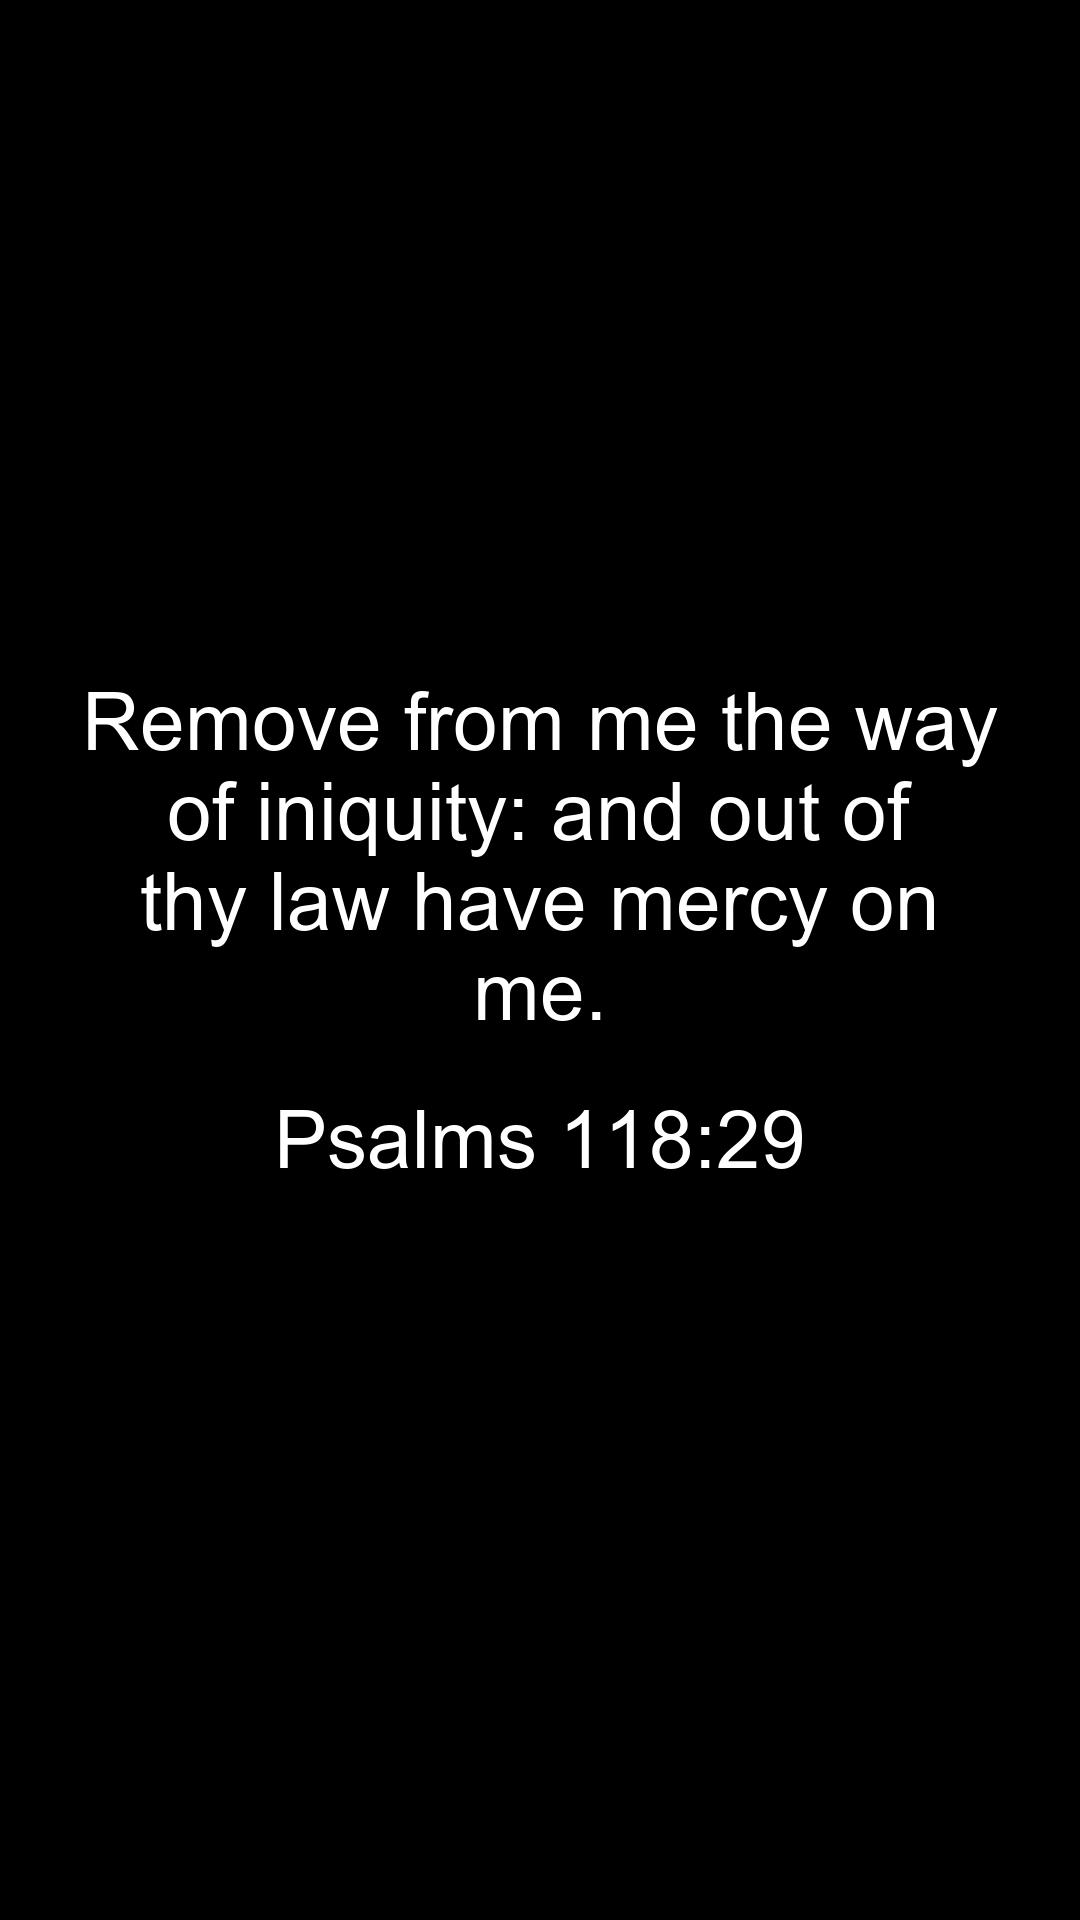 Remove from me the way
of iniquity: and out of
thy law have mercy on
me.
Psalms 118:29